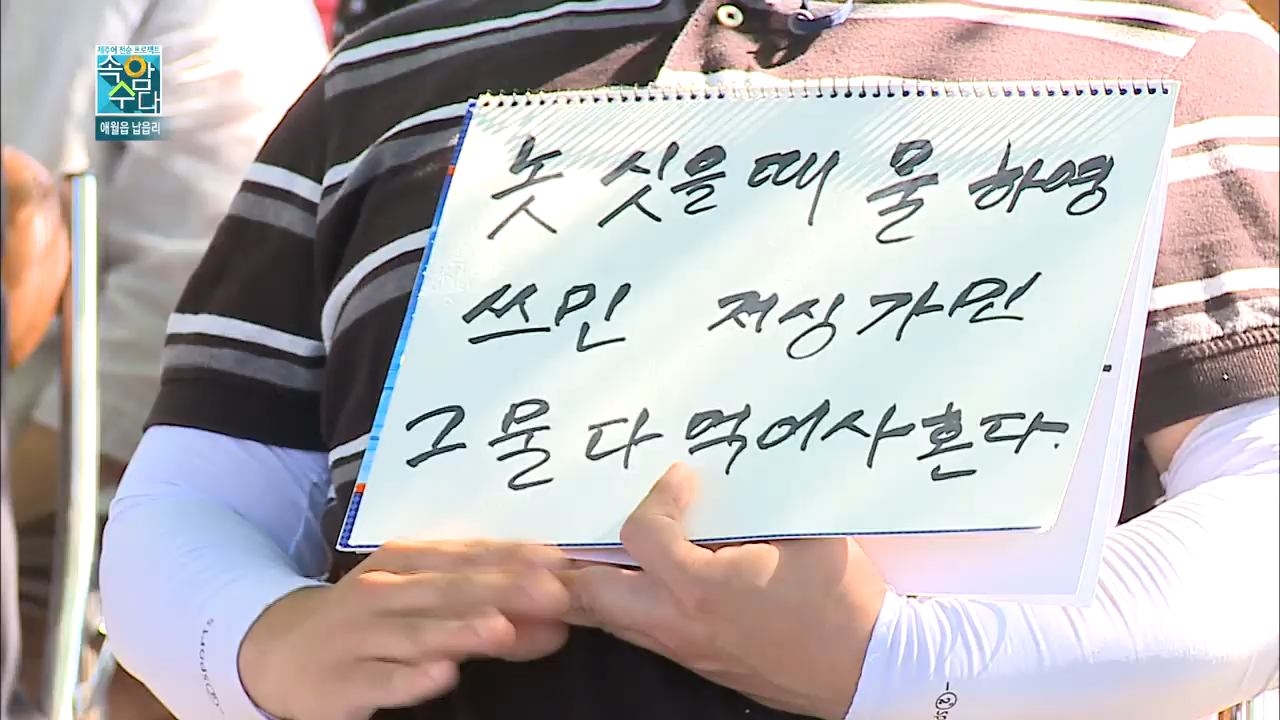 제주어 전승 프로젝트
속암수다
애월읍 납읍리
놋 싯을 때 물 하영
쓰민 저싱가민
그 물 다 먹어사 혼다.
Sports